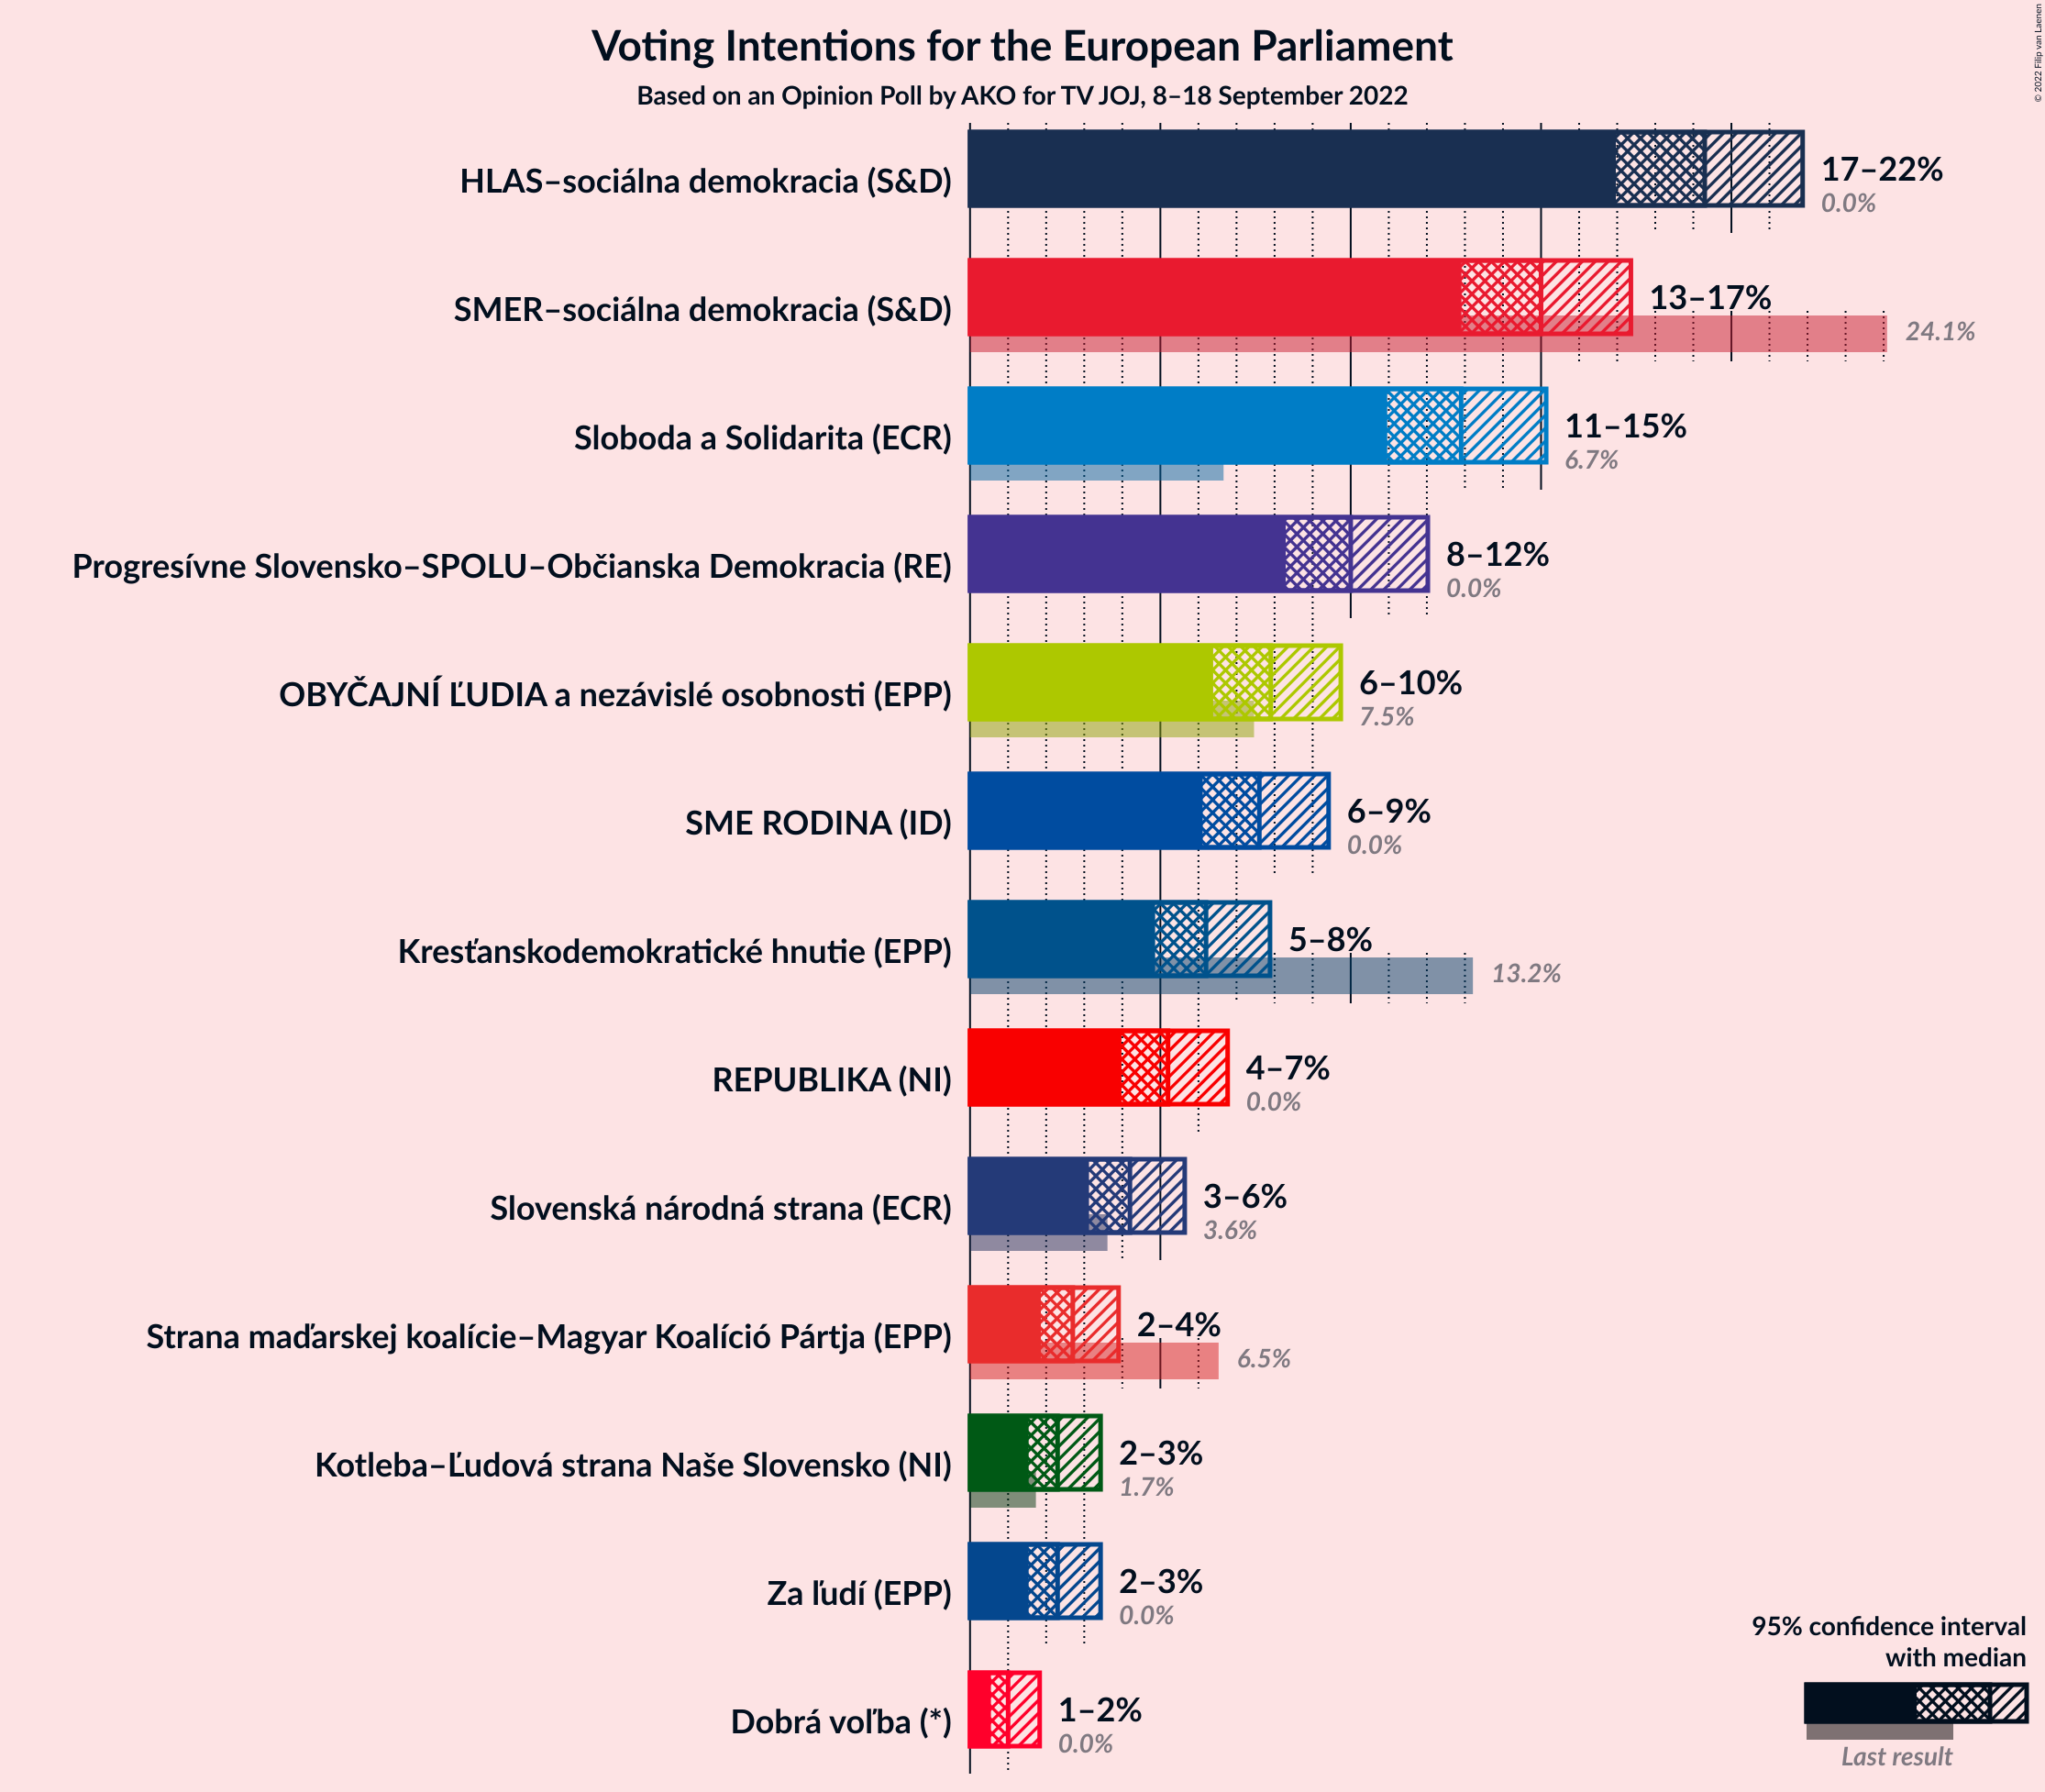 Voting Intentions for the European Parliament
Based on an Opinion Poll by AKO for TV JOJ, 8–18 September 2022
© 2022 Filip van Laenen
HLAS–sociálna demokracia (S&D)
17–22%
0.0%
SMER–sociálna demokracia (S&D)
13–17%
24.1%
Sloboda a Solidarita (ECR)
11–15%
6.7%
Progresívne Slovensko–SPOLU–Občianska Demokracia (RE)
8–12%
0.0%
OBYČAJNÍ ĽUDIA a nezávislé osobnosti (EPP)
6–10%
7.5%
SME RODINA (ID)
6–9%
0.0%
Kresťanskodemokratické hnutie (EPP)
5–8%
13.2%
REPUBLIKA (NI)
4–7%
0.0%
Slovenská národná strana (ECR)
3–6%
3.6%
Strana maďarskej koalície–Magyar Koalíció Pártja (EPP)
2–4%
6.5%
Kotleba–Ľudová strana Naše Slovensko (NI)
2–3%
1.7%
Za ľudí (EPP)
2–3%
0.0%
Dobrá voľba (*)
1–2%
0.0%
95% confidence interval
with median
Last result